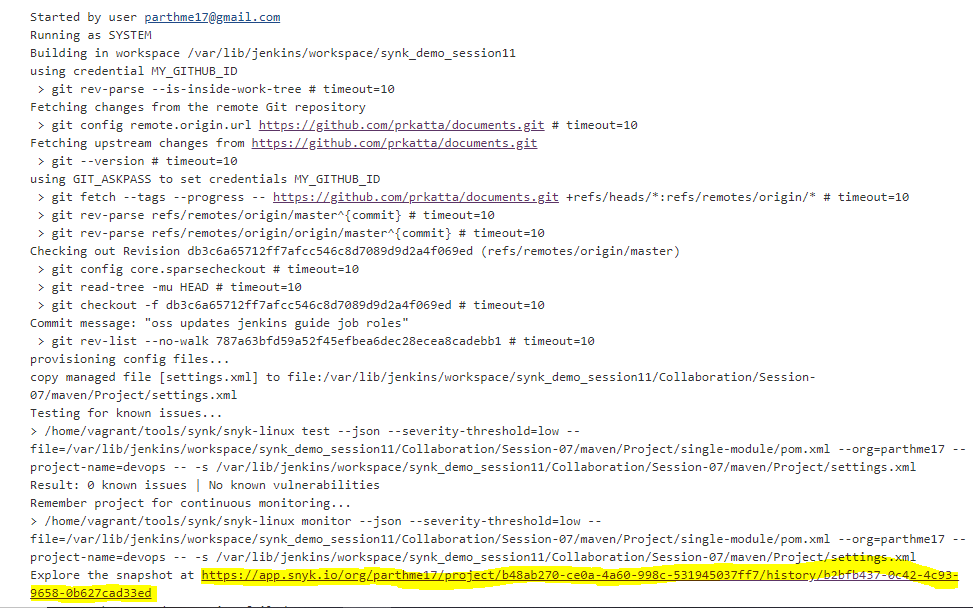 Started by user parthme17@gmail.com
Running as SYSTEM
Building in workspace /var/lib/jenkins/workspace/synk_demo_session11
using credential MY_GITHUB_ID
> git rev-parse --is-inside-work-tree # timeout=10
Fetching changes from the remote Git repository
> git config remote.origin.url https://github.com/prkatta/documents.git # timeout=10
Fetching upstream changes from https://github.com/prkatta/documents.git
> git --version # timeout=10
using GIT_ASKPASS to set credentials MY_GITHUB_ID
> git fetch --tags --progress -- https://github.com/prkatta/documents.git +refs/heads/*:refs/remotes/origin/* # timeout=10
> git rev-parse refs/remotes/origin/master^{commit} # timeout=10
> git rev-parse refs/remotes/origin/origin/master^{commit} # timeout=10
Checking out Revision db3c6a65712ff7afcc546c8d7089d9d2a4f069ed (refs/remotes/origin/master)
> git config core.sparsecheckout # timeout=10
> git read-tree -mu HEAD # timeout=10
> git checkout -f db3c6a65712ff7afcc546c8d7089d9d2a4f069ed # timeout=10
Commit message: "oss updates jenkins guide job roles"
> git rev-list --no-walk 787a63bfd59a52f45efbea6dec28ecea8cadebb1 # timeout=10
provisioning config files...
copy managed file [settings.xml] to file:/var/lib/jenkins/workspace/synk_demo_session11/Collaboration/Session-
07/maven/Project/settings.xml
Testing for known issues...
> /home/vagrant/tools/synk/snyk-linux test --json --severity-threshold=low --
file=/var/lib/jenkins/workspace/synk_demo_session11/Collaboration/Session-07/maven/Project/single-module/pom.xml --org=parthme17 --
project-name=devops -- -s /var/lib/jenkins/workspace/synk_demo_session11/Collaboration/Session-07/maven/Project/settings.xml
Result: 0 known issues | No known vulnerabilities
Remember project for continuous monitoring...
> /home/vagrant/tools/synk/snyk-linux monitor --json --severity-threshold=low --
file=/var/lib/jenkins/workspace/synk_demo_session11/Collaboration/Session-07/maven/Project/single-module/pom.xml --org=parthme17 --
project-name=devops -- -s /var/lib/jenkins/workspace/synk_demo_session11/Collaboration/Session-07/maven/Project/settings.xml
Explore the snapshot at https://app.snyk.io/org/parthme17/project/b48ab270-ce0a-4a60-998c-531945037ff7/history/b2bfb437-0c42-4c93-
9658-0b627cad33ed